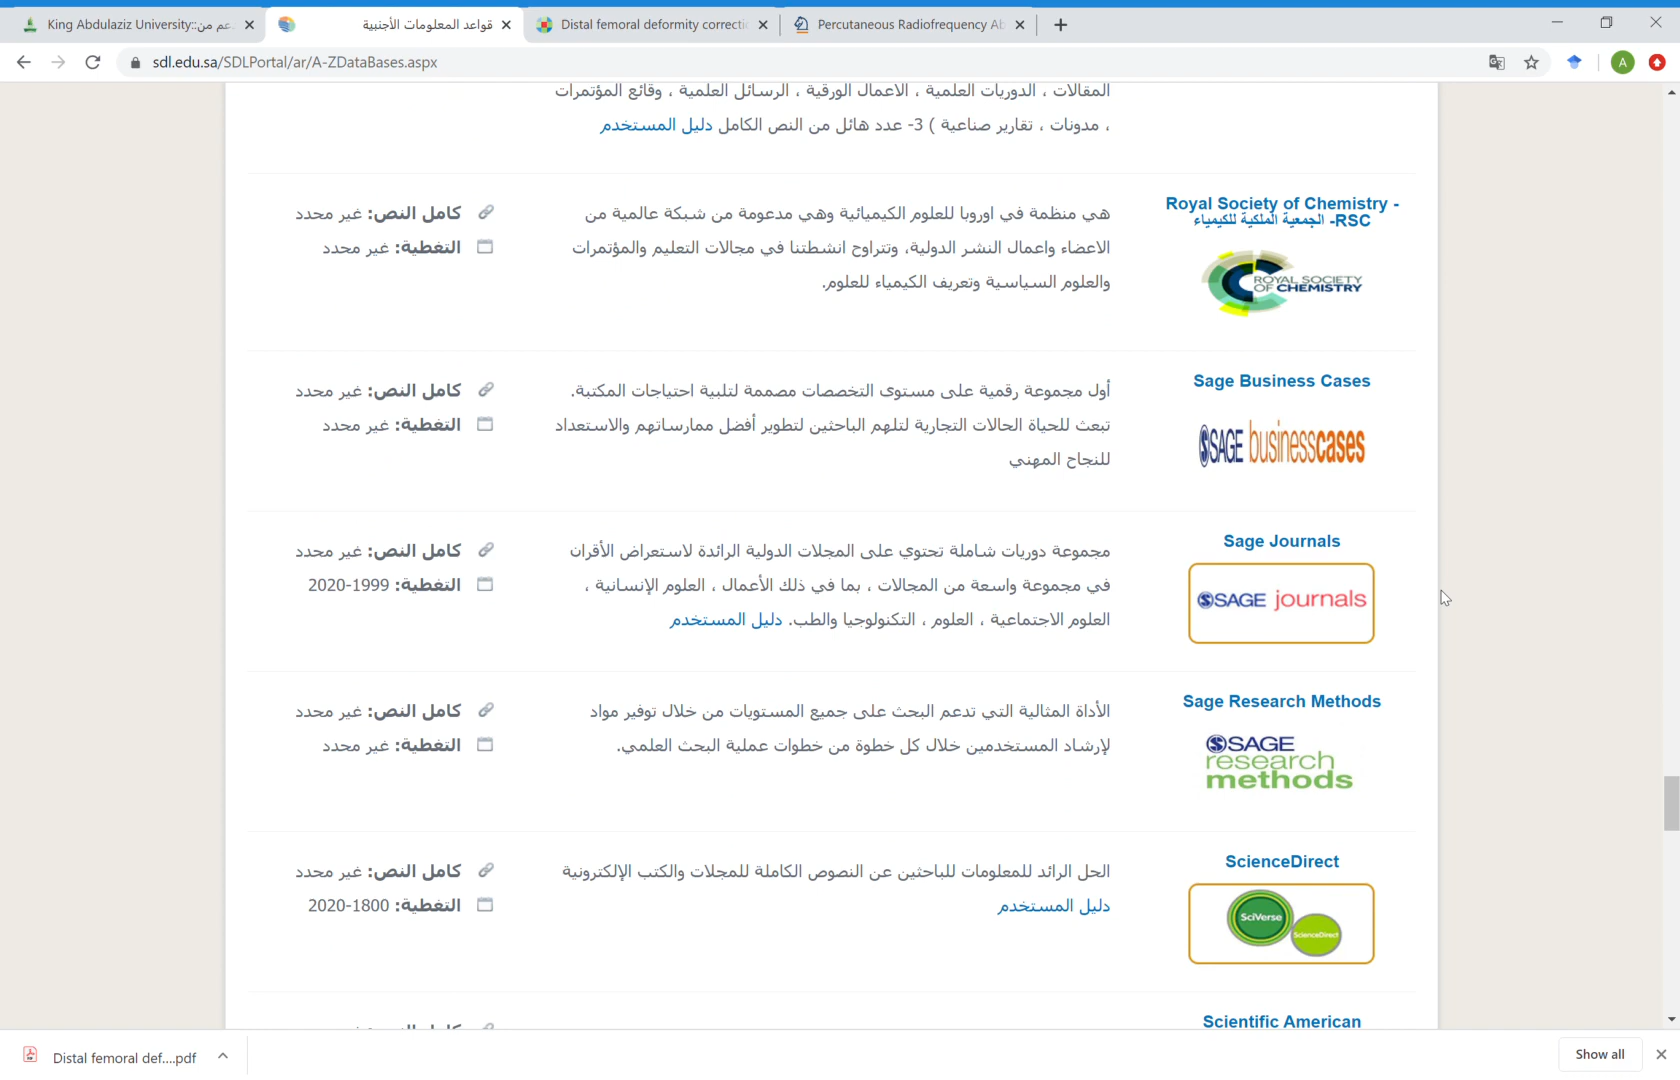 King Abdulaziz University::عم من
قواعد المعلومات الأجنبية
Distal femoral deformity correcti
Percutaneous Radiofrequency Ab
sdl.edu.sa/SDLPortal/ar/A-ZDataBases.aspx
A
المقالات ، الدوريات العلمية ، الاعمال الورقية ، الرسائل العلمية ، وقائع المؤتمرات
، مدونات ، تقارير صناعية ) 3- عدد هائل من النص الكامل دليل المستخدم
Royal Society of Chemistry -
RSC- الجمعية الملكية للكيمياء
ROYAL SOCIETY
OF CHEMISTRY
هي منظمة في اوروبا للعلوم الكيميائية وهي مدعومة من شبكة عالمية من
الاعضاء واعمال النشر الدولية، وتتراوح انشطتنا في مجالات التعليم والمؤتمرات
والعلوم السياسية وتعريف الكيمياء للعلوم.
كامل النص: غير محدد
التغطية: غير محدد
Sage Business Cases
SAGE businesscases
أول مجموعة رقمية على مستوى التخصصات مصممة لتلبية احتياجات المكتبة.
تبعث للحياة الحالات التجارية لتلهم الباحثين لتطوير أفضل ممارساتهم والاستعداد
للنجاح المهني
كامل النص: غير محدد
التغطية: غير محدد
Sage Journals
SAGE journals
مجموعة دوريات شاملة تحتوي على المجلات الدولية الرائدة لاستعراض الأقران
في مجموعة واسعة من المجالات ، بما في ذلك الأعمال ، العلوم الإنسانية ،
العلوم الاجتماعية ، العلوم ، التكنولوجيا والطب. دليل المستخدم
كامل النص: غير محدد
التغطية: 1999-2020
Sage Research Methods
SAGE
research
methods
الأداة المثالية التي تدعم البحث على جميع المستويات من خلال توفير مواد
لإرشاد المستخدمين خلال كل خطوة من خطوات عملية البحث العلمي.
كامل النص: غير محدد
التغطية: غير محدد
ScienceDirect
SciVerse
ScienceDirect
الحل الرائد للمعلومات للباحثين عن النصوص الكاملة للمجلات والكتب الإلكترونية
دليل المستخدم
كامل النص: غير محدد
التغطية: 1800-2020
Scientific American
Distal femoral def....pdf
Show all